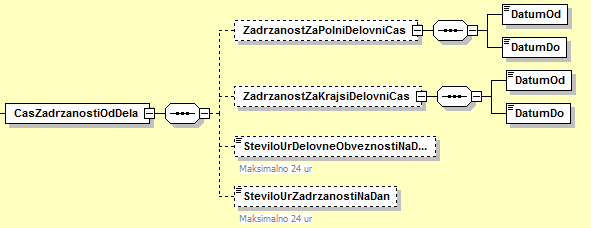 ZadrzanostZaPolniDelovniCas
DatumOd
DatumDo
CasZadrzanostiOdDela
ZadrzanostZaKrajsiDelovniCas
DatumOd
DatumDo
SteviloUrDelovneObveznostiNaD...
Maksimalno 24 ur
SteviloUrZadrzanostiNaDan
Maksimalno 24 ur